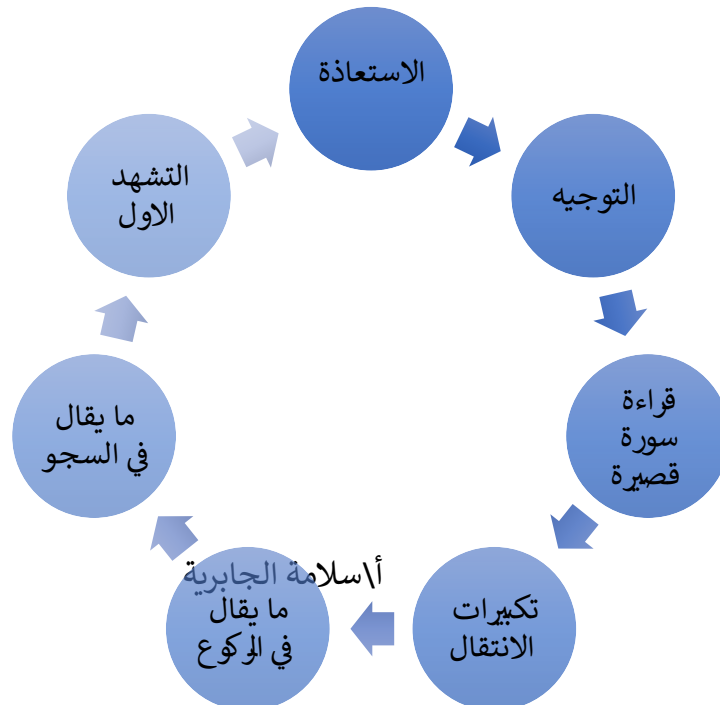 الاستعاذة
التوجيه
قراءة
سورة
قصيرة
تكبيرات
الانتقال
أ\سلامة الجابرية
ما يقال
في الركوع
ما يقال
في السجو
التشهد
الاول